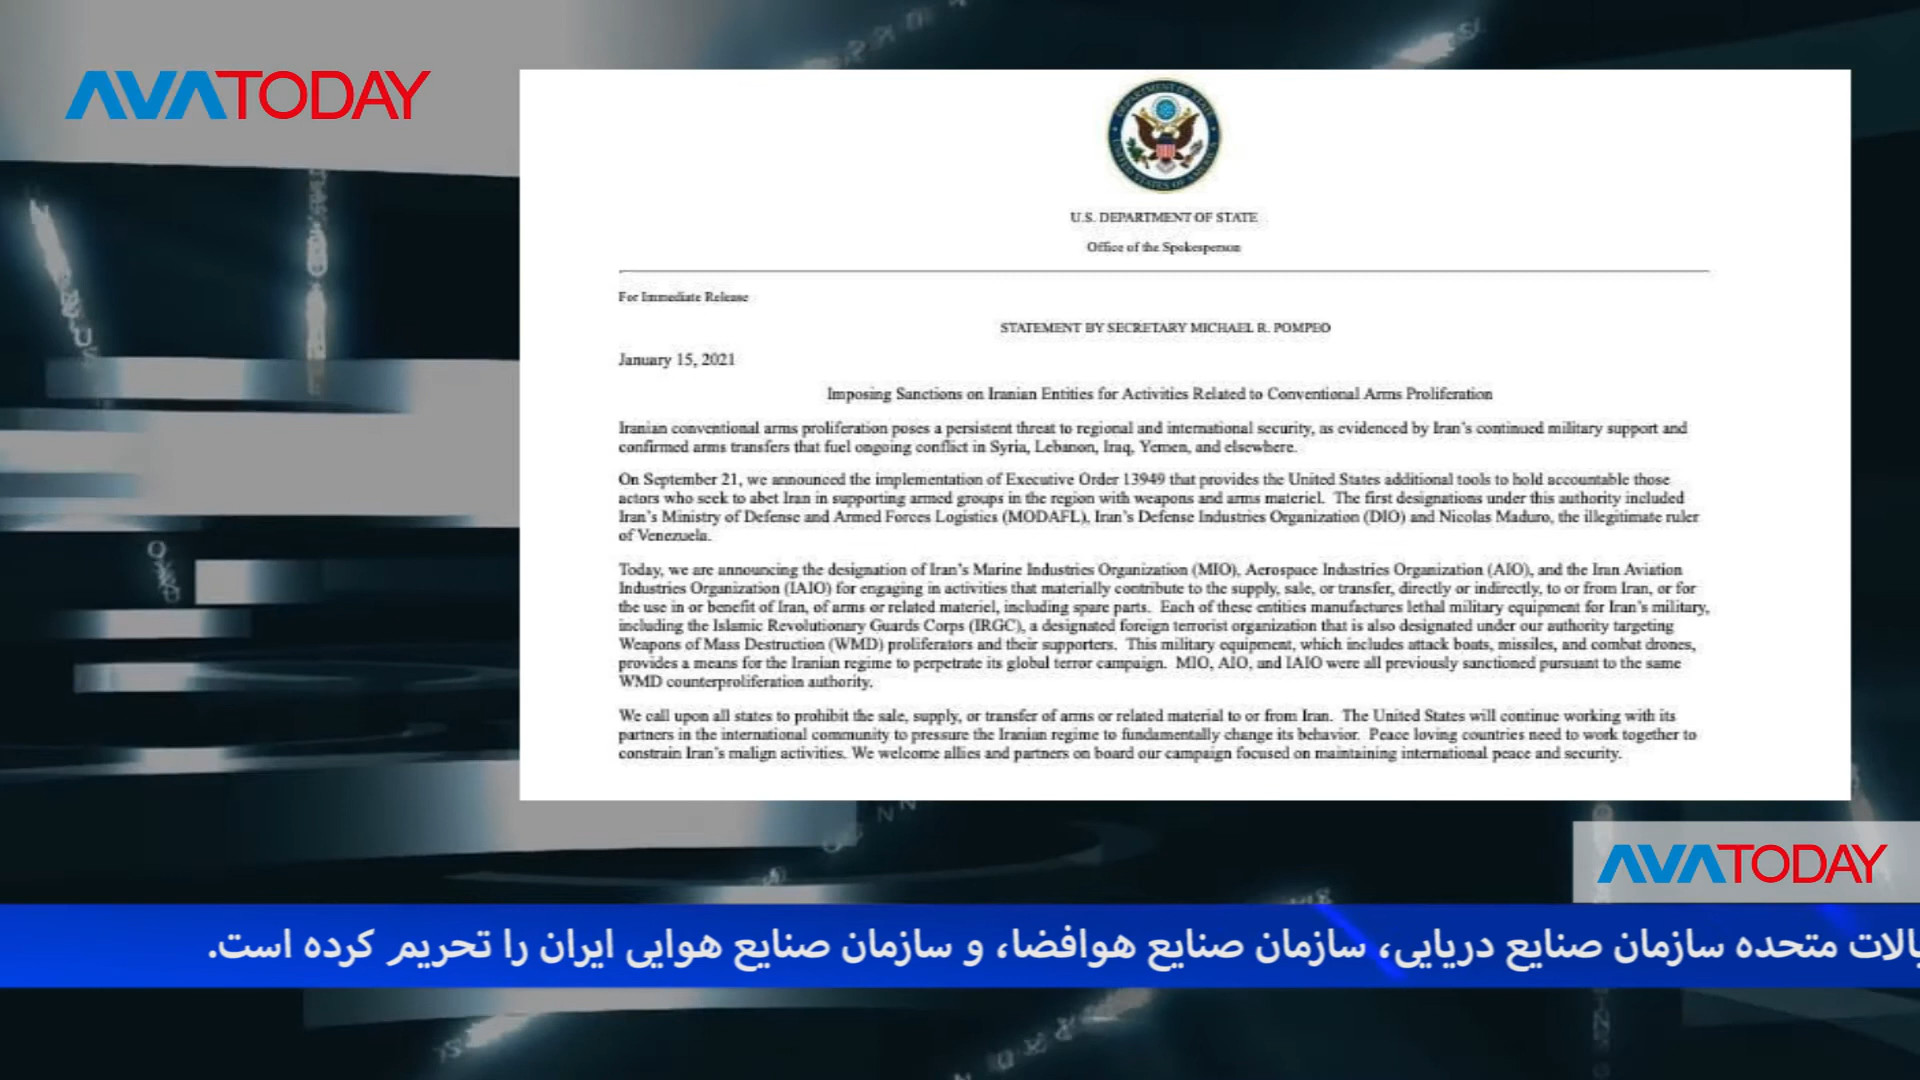 AVATODAY
U.S. DEPARTMENT OF STATE
Office of the Spokesperson
For Immediate Release
STATEMENT BY SECRETARY MICHAEL R. POMPEO
January 15, 2021
Imposing Sanctions on Iranian Entities for Activities Related to Conventional Arms Proliferation
Iranian conventional arms proliferation poses a persistent threat to regional and international security, as evidenced by Iran's continued military support and
confirmed arms transfers that fuel ongoing conflict in Syria, Lebanon, Iraq, Yemen, and elsewhere.
On September 21, we announced the implementation of Executive Order 13949 that provides the United States additional tools to hold accountable those
actors who seek to abet Iran in supporting armed groups in the region with weapons and arms materiel. The first designations under this authority included
Iran's Ministry of Defense and Armed Forces Logistics (MODAFL), Iran's Defense Industries Organization (DIO) and Nicolas Maduro, the illegitimate ruler
of Venezuela.
Today, we are announcing the designation of Iran's Marine Industries Organization (MIO), Aerospace Industries Organization (AIO), and the Iran Aviation
Industries Organization (IAIO) for engaging in activities that materially contribute to the supply, sale, or transfer, directly or indirectly, to or from Iran, or for
the use in or benefit of Iran, of arms or related materiel, including spare parts. Each of these entities manufactures lethal military equipment for Iran's military,
including the Islamic Revolutionary Guards Corps (IRGC), a designated foreign terrorist organization that is also designated under our authority targeting
Weapons of Mass Destruction (WMD) proliferators and their supporters. This military equipment, which includes attack boats, missiles, and combat drones,
provides a means for the Iranian regime to perpetrate its global terror campaign. MIO, AIO, and IAIO were all previously sanctioned pursuant to the same
WMD counterproliferation authority.
We call upon all states to prohibit the sale, supply, or transfer of arms or related material to or from Iran. The United States will continue working with its
partners in the international community to pressure the Iranian regime to fundamentally change its behavior. Peace loving countries need to work together to
constrain Iran's malign activities. We welcome allies and partners on board our campaign focused on maintaining international peace and security.
AVATODAY
یالات متحده سازمان صنایع دریایی، سازمان صنایع هوافضا، و سازمان صنایع هوایی ایران را تحریم کرده است.